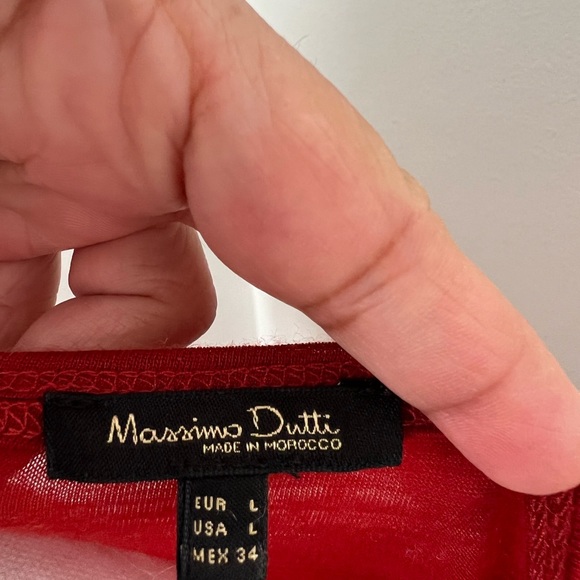 Massimo Dutti
MADE IN MOROCCO
EUR L
USA L
MEX 34